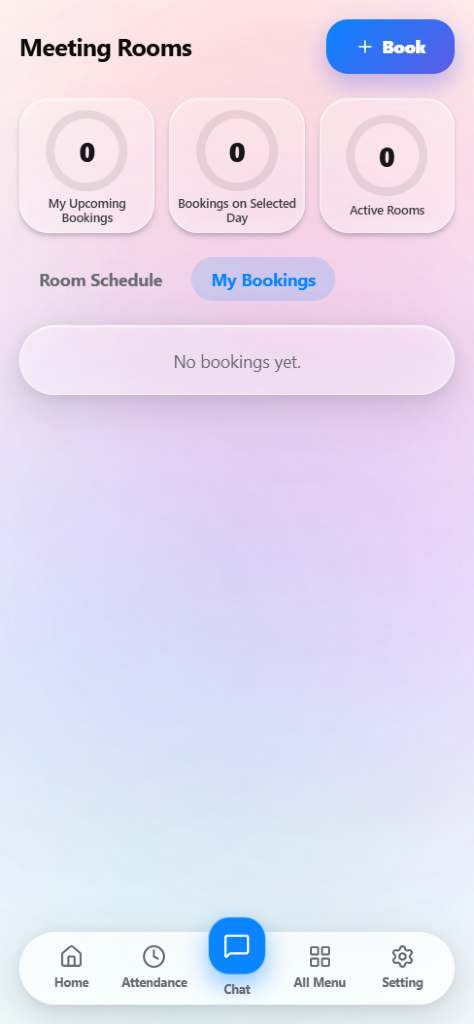 Meeting Rooms
Book
0
My Upcoming
Bookings
0
Bookings on Selected
Day
0
Active Rooms
Room Schedule
My Bookings
No bookings yet.
Home
Attendance
Chat
All Menu
Setting